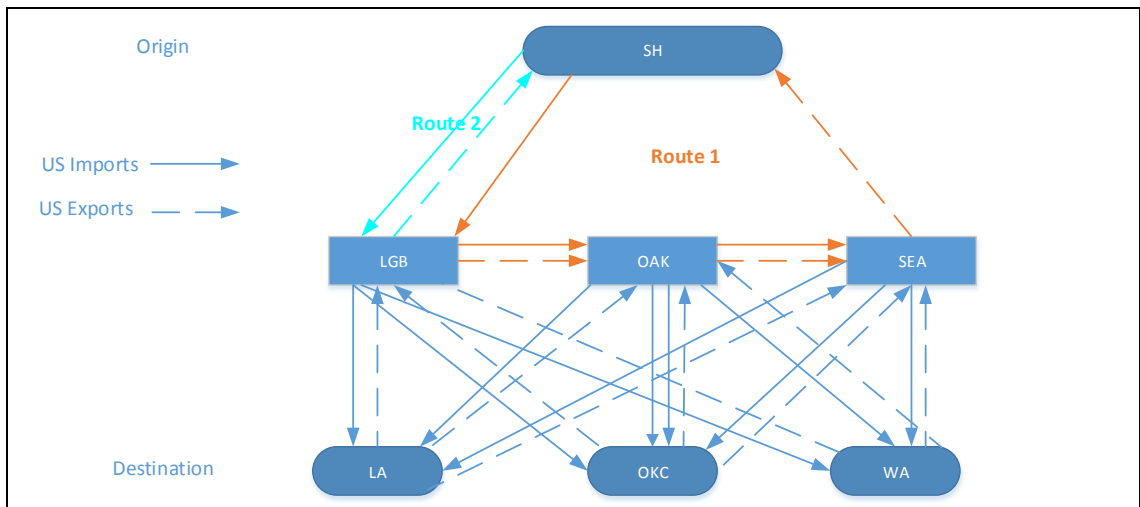 Origin
SH
Route 2
Route 1
US Imports
US Exports
LGB
OAK
SEA
Destination
LA
OKC
WA